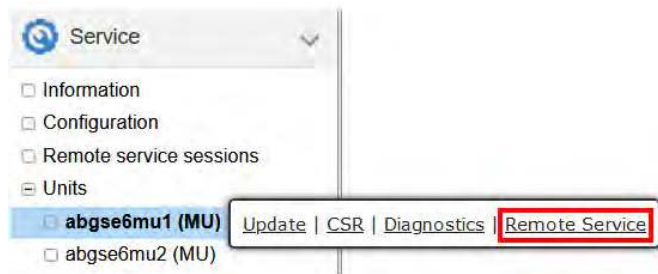 Service
Information
Configuration
Remote service sessions
Units
abgse6mu1 (MU) Update | CSR | Diagnostics | Remote Service
abgse6mu2 (MU)